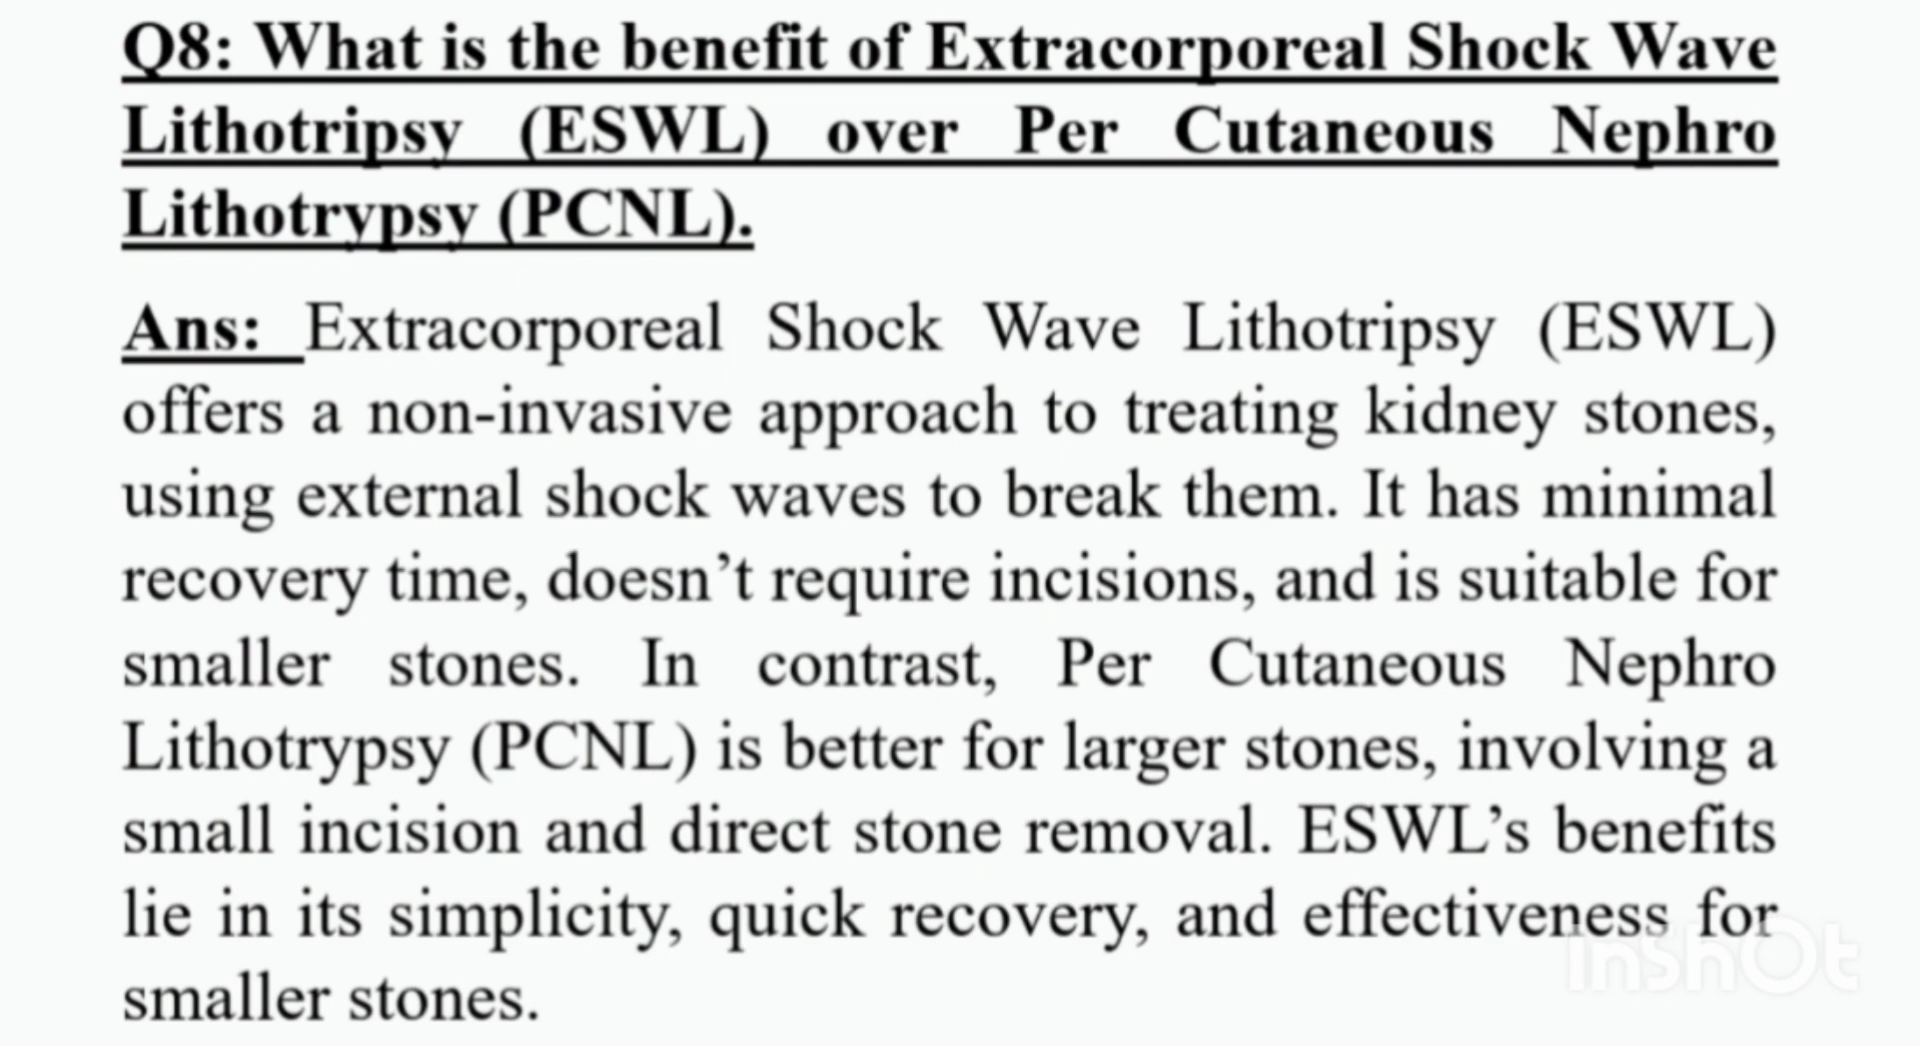 Q8: What is the benefit of Extracorporeal Shock Wave
Lithotripsy (ESWL) over Per Cutaneous Nephro
Lithotrypsy (PCNL).
Ans: Extracorporeal Shock Wave Lithotripsy (ESWL)
offers a non-invasive approach to treating kidney stones,
using external shock waves to break them. It has minimal
recovery time, doesn’t require incisions, and is suitable for
smaller stones. In contrast, Per Cutaneous Nephro
Lithotrypsy (PCNL) is better for larger stones, involving a
small incision and direct stone removal. ESWL’s benefits
lie in its simplicity, quick recovery, and effectiveness for
smaller stones.
InShOt